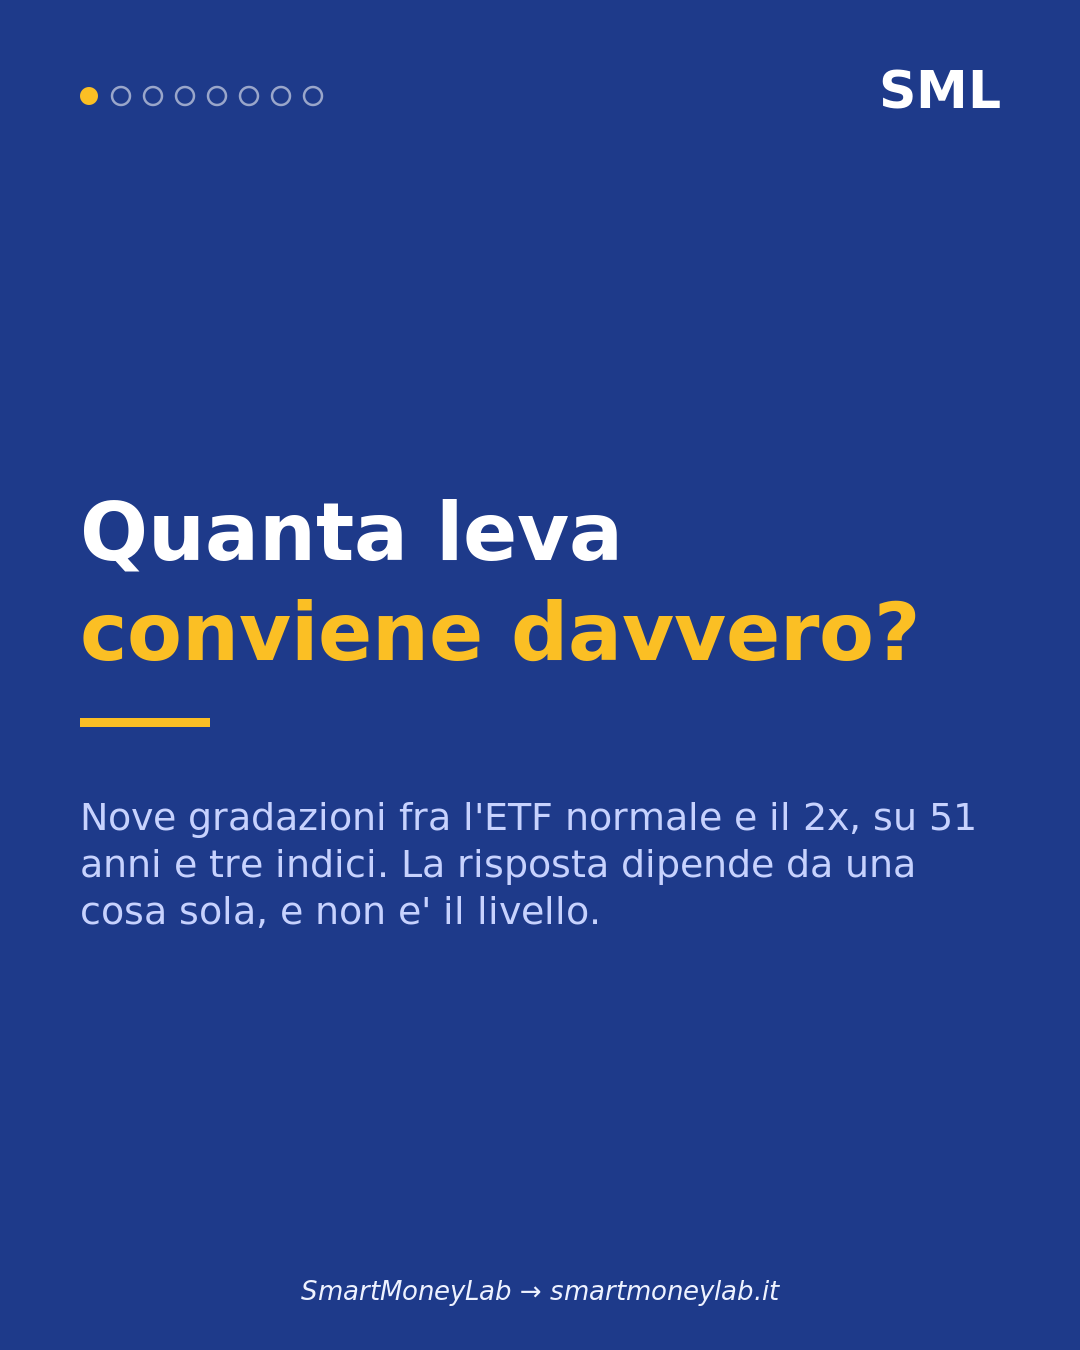 SML
Quanta leva
conviene davvero?
Nove gradazioni fra l'ETF normale e il 2x, su 51
anni e tre indici. La risposta dipende da una
cosa sola, e non e' il livello.
SmartMoneyLab → smartmoneylab.it